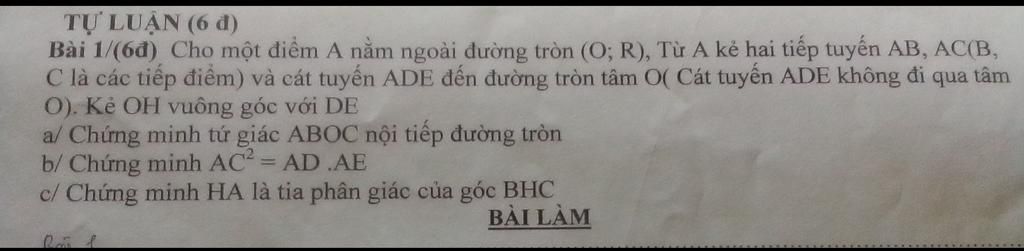 TỰ LUẬN (6 đ)
Bài 1/(6đ) Cho một điểm A nằm ngoài đường tròn (O; R), Từ A kẻ hai tiếp tuyến AB, AC(B,
C là các tiếp điểm) và cát tuyến ADE đến đường tròn tâm O( Cát tuyến ADE không đi qua tâm
O). Kẻ OH vuông góc với DE
a/ Chứng minh tứ giác ABOC nội tiếp đường tròn
b/ Chứng minh AC² = AD .AE
c/ Chứng minh HA là tia phân giác của góc BHC
BÀI LÀM